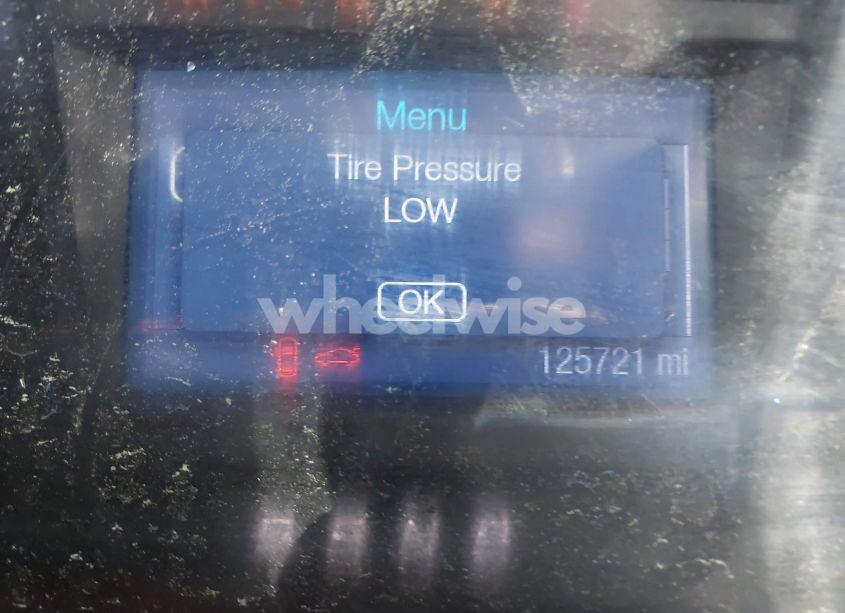 Menu
Tire Pressure
LOW
OK
wheelwise
125721 mi